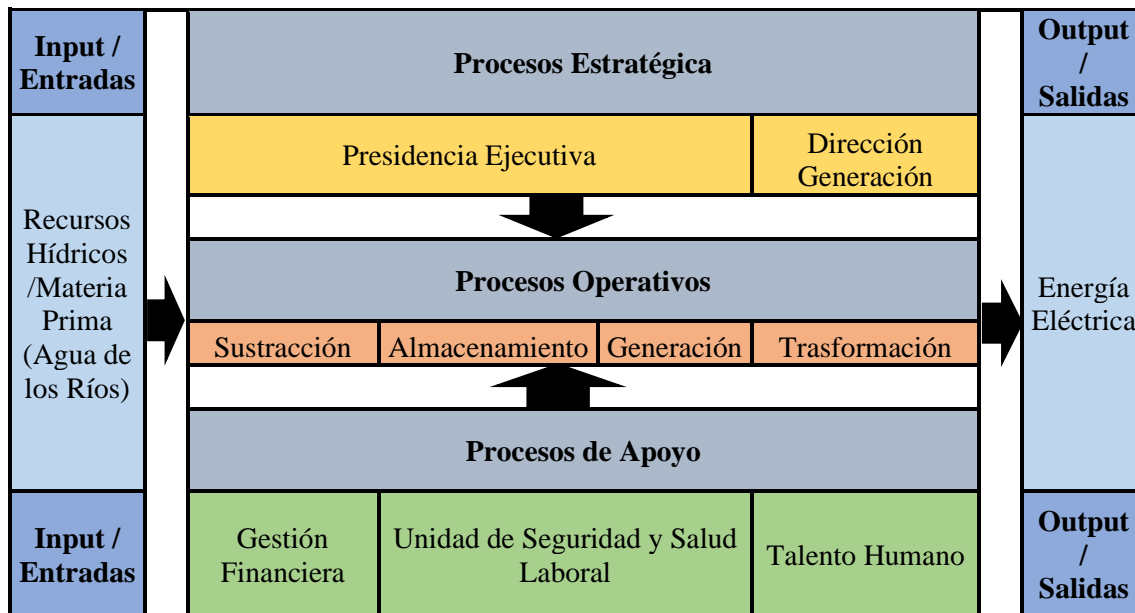 Input /
Entradas
Procesos Estratégica
Output
/
Salidas
Presidencia Ejecutiva
Dirección
Generación
Recursos
Hídricos
/Materia
Prima
(Agua de
los Ríos)
Procesos Operativos
Energía
Eléctrica
Sustracción
Almacenamiento
Generación
Trasformación
Procesos de Apoyo
Input /
Entradas
Gestión
Financiera
Unidad de Seguridad y Salud
Laboral
Talento Humano
Output
/
Salidas